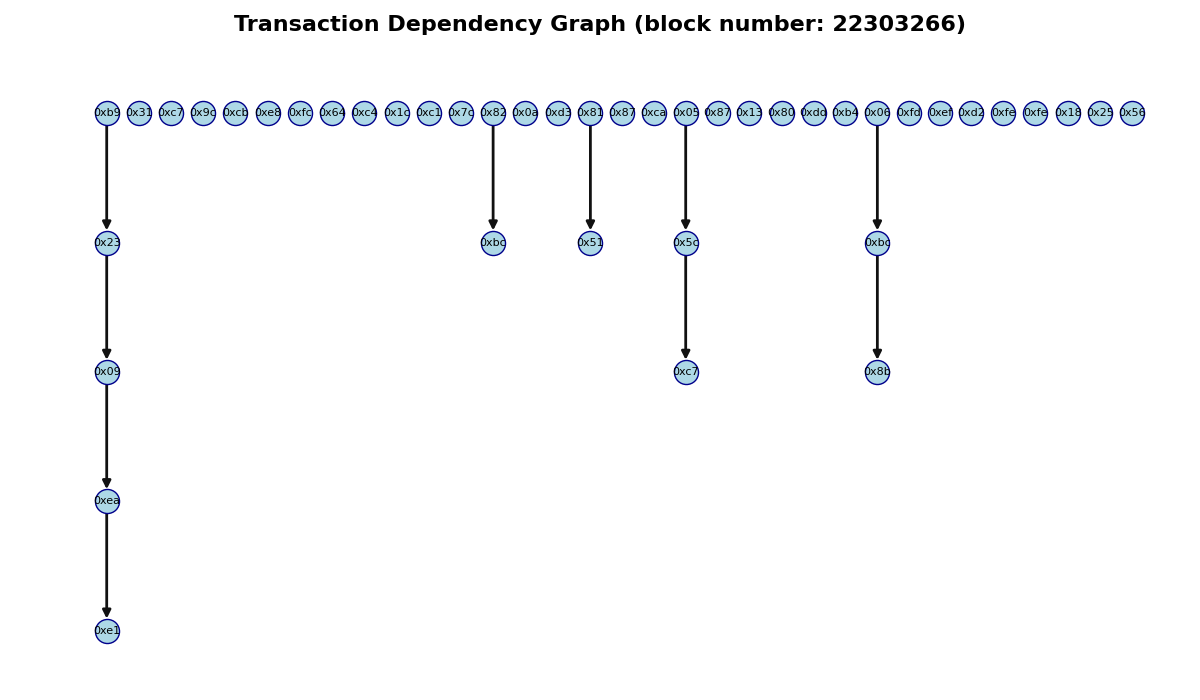 Transaction Dependency Graph (block number: 22303266)
0xb9 0x31 0xc7 0x9c 0xcb 0xe8 0xfc 0x64 0xc4 0x1c 0xc1 0x7c 0x82 0x0a 0xd3 0x81 0x87 0xca 0x05 0x87 0x13 0x80 0xdd 0xb4 0x06 0xfd 0xef 0xd2 0xfe 0xfe 0x18 0x25 0x56
0x23 0xbc 0x51 0x5c 0xbc
0x09 0xc7 0x8b
0xea
0xe1